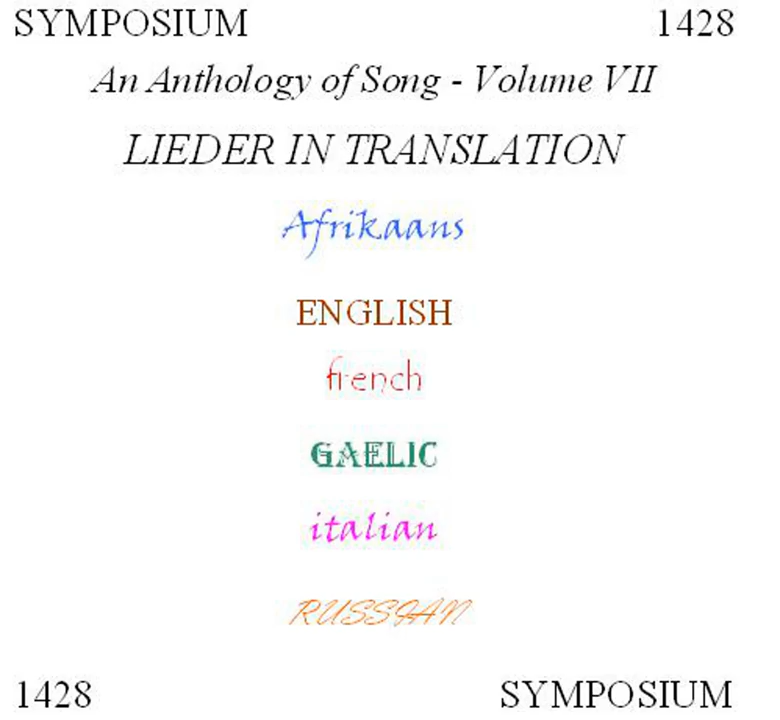 SYMPOSIUM 1428
An Anthology of Song - Volume VII
LIEDER IN TRANSLATION
Afrikaans
ENGLISH
french
GAELIC
italian
RUSSIAN
1428 SYMPOSIUM